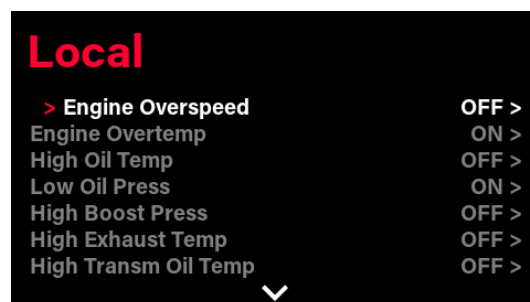 Local
> Engine Overspeed OFF >
Engine Overtemp ON >
High Oil Temp OFF >
Low Oil Press ON >
High Boost Press OFF >
High Exhaust Temp OFF >
High Transm Oil Temp OFF >